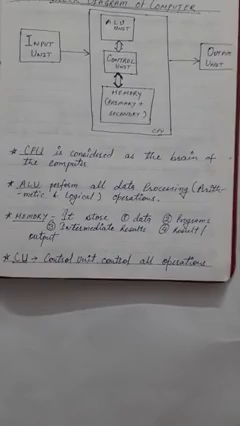 BLOCK DIAGRAM OF COMPUTER
ALU
UNIT
INPUT
UNIT
CONTROL
UNIT
OUTPUT
UNIT
MEMORY
(PRIMARY +
SECONDARY)
CPU
* CPU is considered as the brain of
the computer
* ALU perform all data Processing (Arith-
-metic & Logical) operations.
* MEMORY - It store ① data ② Programs
③ Intermediate Results ④ Result /
output
* CU → Control Unit control all operations